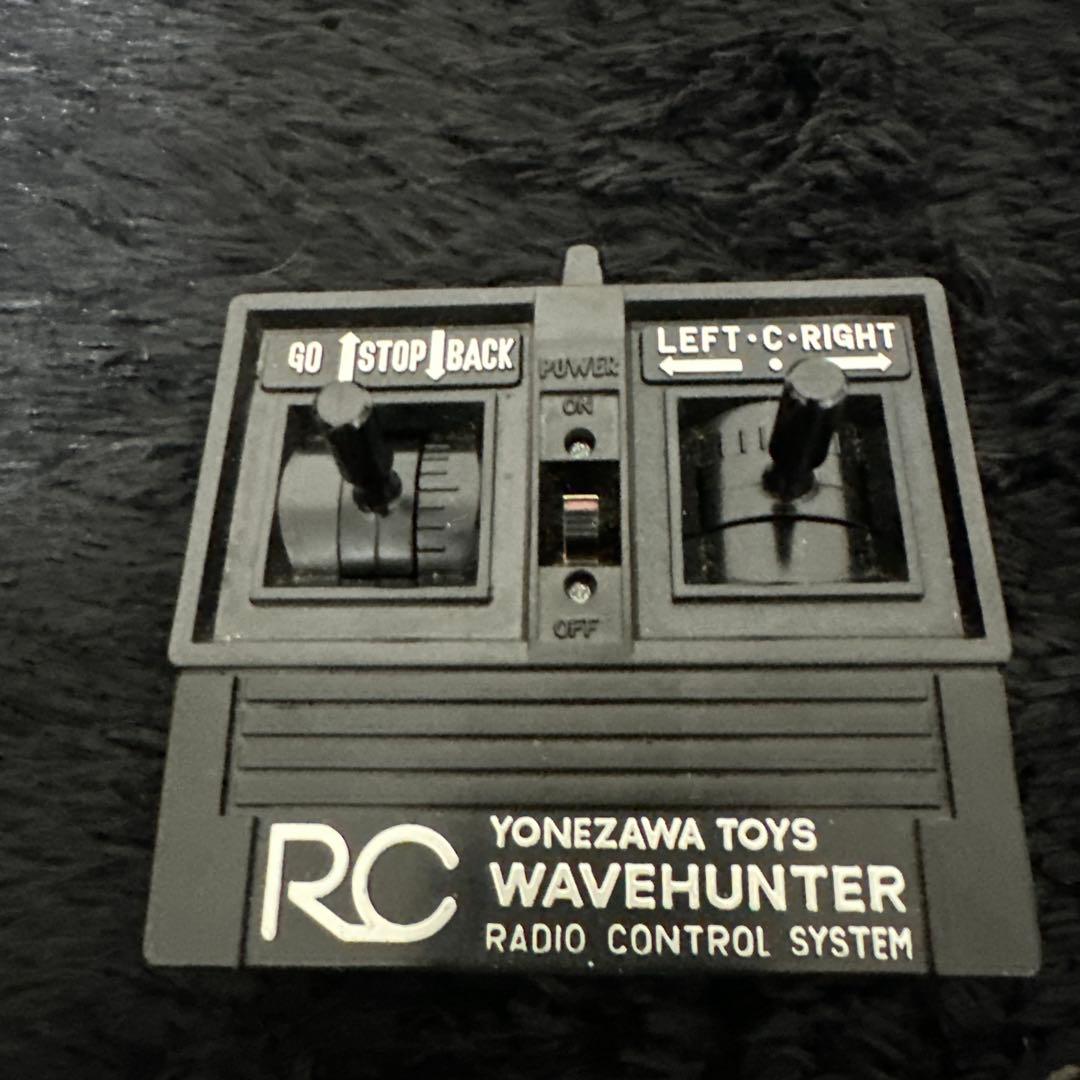 GO ↑STOP↓BACK
POWER
ON
OFF
LEFT・C・RIGHT
RC
YONEZAWA TOYS
WAVEHUNTER
RADIO CONTROL SYSTEM